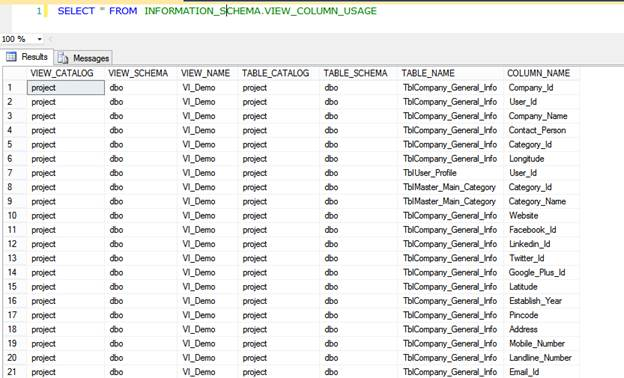 1 SELECT * FROM INFORMATION_SCHEMA.VIEW_COLUMN_USAGE
100 %
Results Messages
VIEW_CATALOG VIEW_SCHEMA VIEW_NAME TABLE_CATALOG TABLE_SCHEMA TABLE_NAME COLUMN_NAME
1 project dbo VI_Demo project dbo TblCompany_General_Info Company_Id
2 project dbo VI_Demo project dbo TblCompany_General_Info User_Id
3 project dbo VI_Demo project dbo TblCompany_General_Info Company_Name
4 project dbo VI_Demo project dbo TblCompany_General_Info Contact_Person
5 project dbo VI_Demo project dbo TblCompany_General_Info Category_Id
6 project dbo VI_Demo project dbo TblCompany_General_Info Longitude
7 project dbo VI_Demo project dbo TblUser_Profile User_Id
8 project dbo VI_Demo project dbo TblMaster_Main_Category Category_Id
9 project dbo VI_Demo project dbo TblMaster_Main_Category Category_Name
10 project dbo VI_Demo project dbo TblCompany_General_Info Website
11 project dbo VI_Demo project dbo TblCompany_General_Info Facebook_Id
12 project dbo VI_Demo project dbo TblCompany_General_Info Linkedin_Id
13 project dbo VI_Demo project dbo TblCompany_General_Info Twitter_Id
14 project dbo VI_Demo project dbo TblCompany_General_Info Google_Plus_Id
15 project dbo VI_Demo project dbo TblCompany_General_Info Latitude
16 project dbo VI_Demo project dbo TblCompany_General_Info Establish_Year
17 project dbo VI_Demo project dbo TblCompany_General_Info Pincode
18 project dbo VI_Demo project dbo TblCompany_General_Info Address
19 project dbo VI_Demo project dbo TblCompany_General_Info Mobile_Number
20 project dbo VI_Demo project dbo TblCompany_General_Info Landline_Number
21 project dbo VI_Demo project dbo TblCompany_General_Info Email_Id